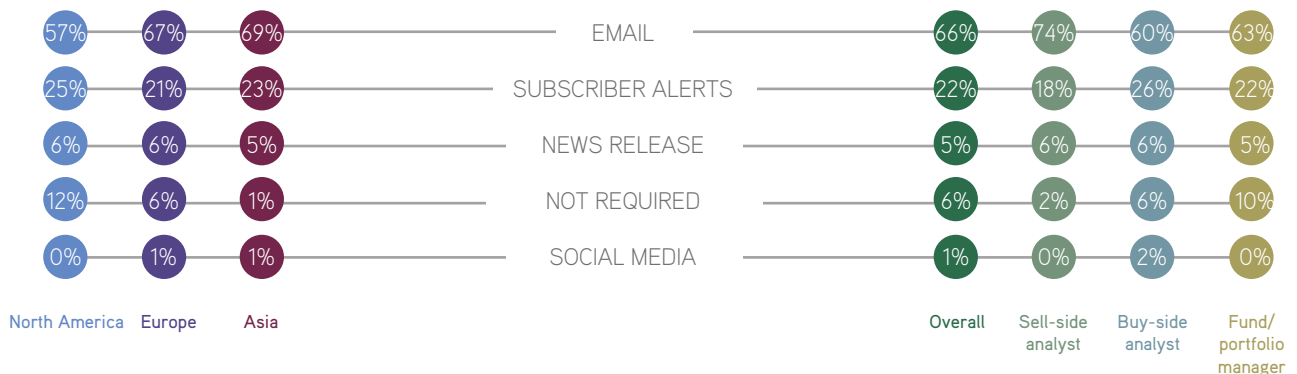 57% 67% 69% EMAIL 66% 74% 60% 63%
25% 21% 23% SUBSCRIBER ALERTS 22% 18% 26% 22%
6% 6% 5% NEWS RELEASE 5% 6% 6% 5%
12% 6% 1% NOT REQUIRED 6% 2% 6% 10%
0% 1% 1% SOCIAL MEDIA 1% 0% 2% 0%
North America Europe Asia Overall Sell-side Buy-side Fund/
analyst analyst portfolio
manager